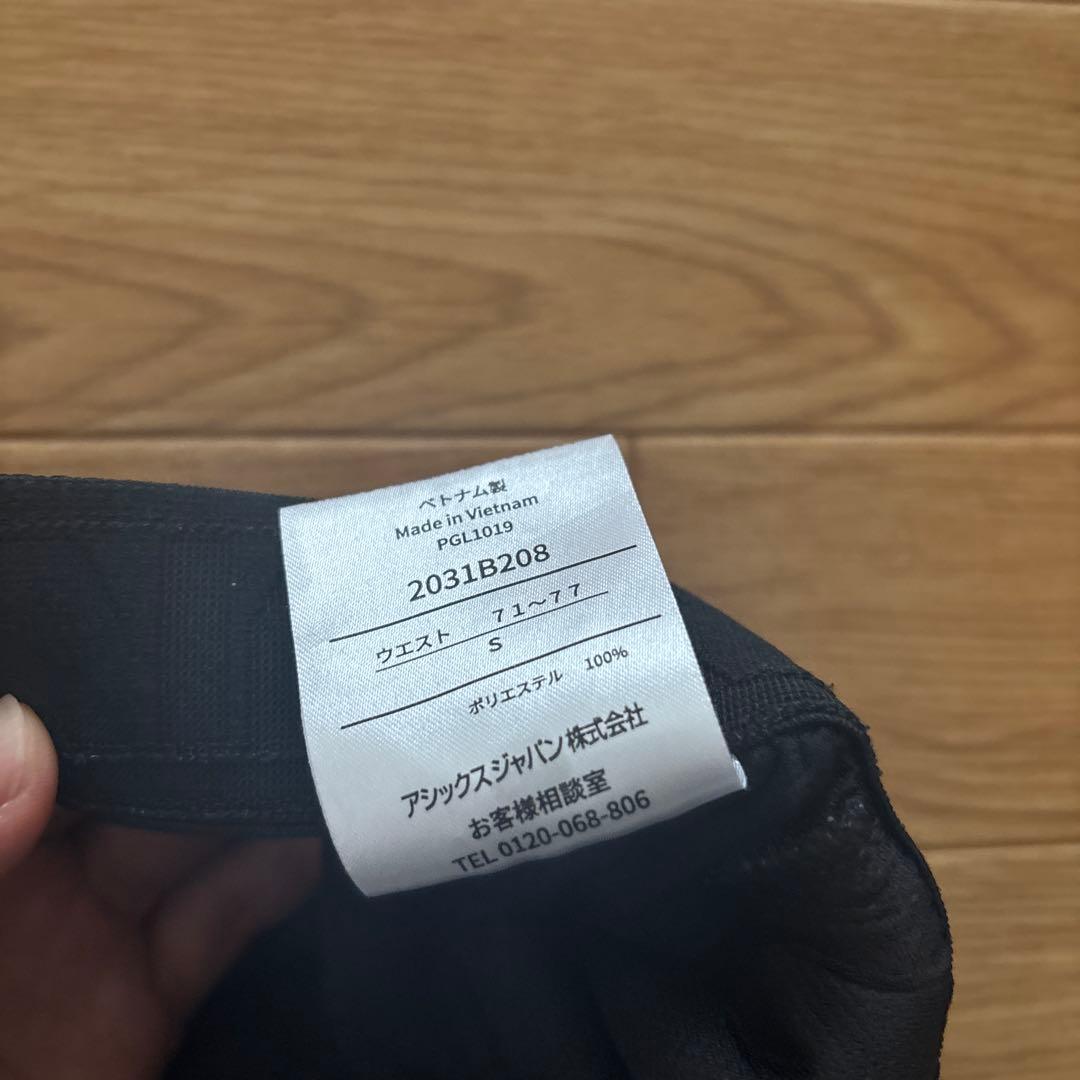 ベトナム製
Made in Vietnam
PGL1019
2031B208
ウエスト 71～77
S
ポリエステル 100%
アシックスジャパン株式会社
お客様相談室
TEL 0120-068-806